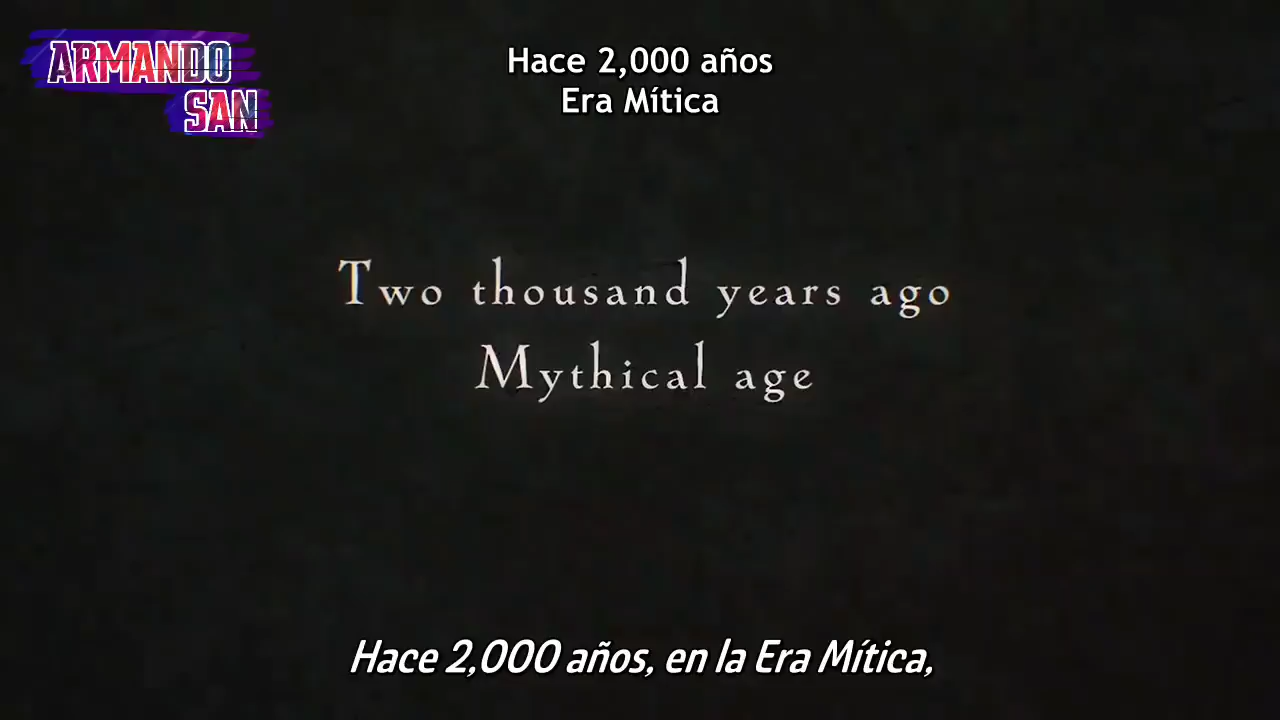 ARMANDO
SAN
Hace 2,000 años
Era Mítica
Two thousand years ago
Mythical age
Hace 2,000 años, en la Era Mítica,